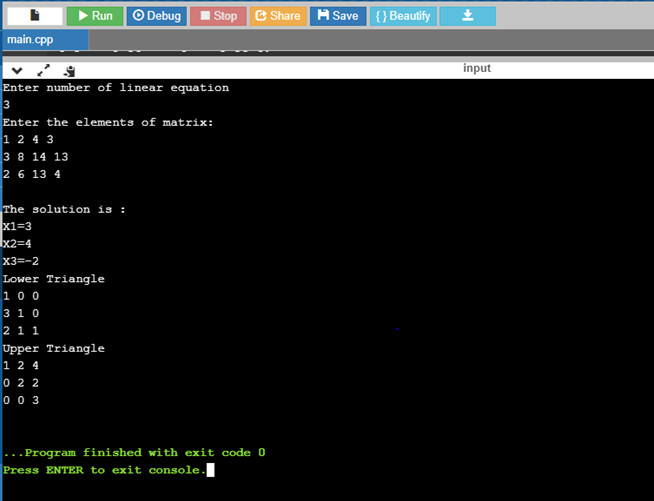 Run Debug Stop Share Save { } Beautify
main.cpp
input
Enter number of linear equation
3
Enter the elements of matrix:
1 2 4 3
3 8 14 13
2 6 13 4
The solution is :
X1=3
X2=4
X3=-2
Lower Triangle
1 0 0
3 1 0
2 1 1
Upper Triangle
1 2 4
0 2 2
0 0 3
...Program finished with exit code 0
Press ENTER to exit console.